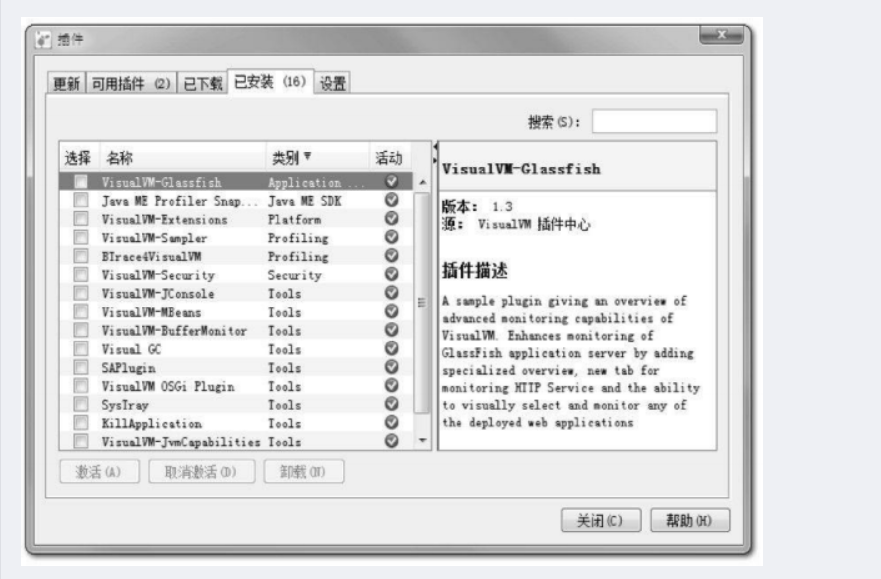 插件
更新 可用插件 (2) 已下载 已安装 (16) 设置
搜索(S):
选择 名称 类别 活动
VisualVM-Glassfish Application ...
Java ME Profiler Snap... Java ME SDK
VisualVM-Extensions Platform
VisualVM-Sampler Profiling
BTrace4VisualVM Profiling
VisualVM-Security Security
VisualVM-JConsole Tools
VisualVM-MBeans Tools
VisualVM-BufferMonitor Tools
Visual GC Tools
SAPlugin Tools
VisualVM OSGi Plugin Tools
SysTray Tools
KillApplication Tools
VisualVM-JvmCapabilities Tools
VisualVM-Glassfish
版本: 1.3
源: VisualVM 插件中心
插件描述
A sample plugin giving an overview of
advanced monitoring capabilities of
VisualVM. Enhances monitoring of
GlassFish application server by adding
specialized overview, new tab for
monitoring HTTP Service and the ability
to visually select and monitor any of
the deployed web applications
激活(A) 取消激活(D) 卸载(U)
关闭(C) 帮助(H)